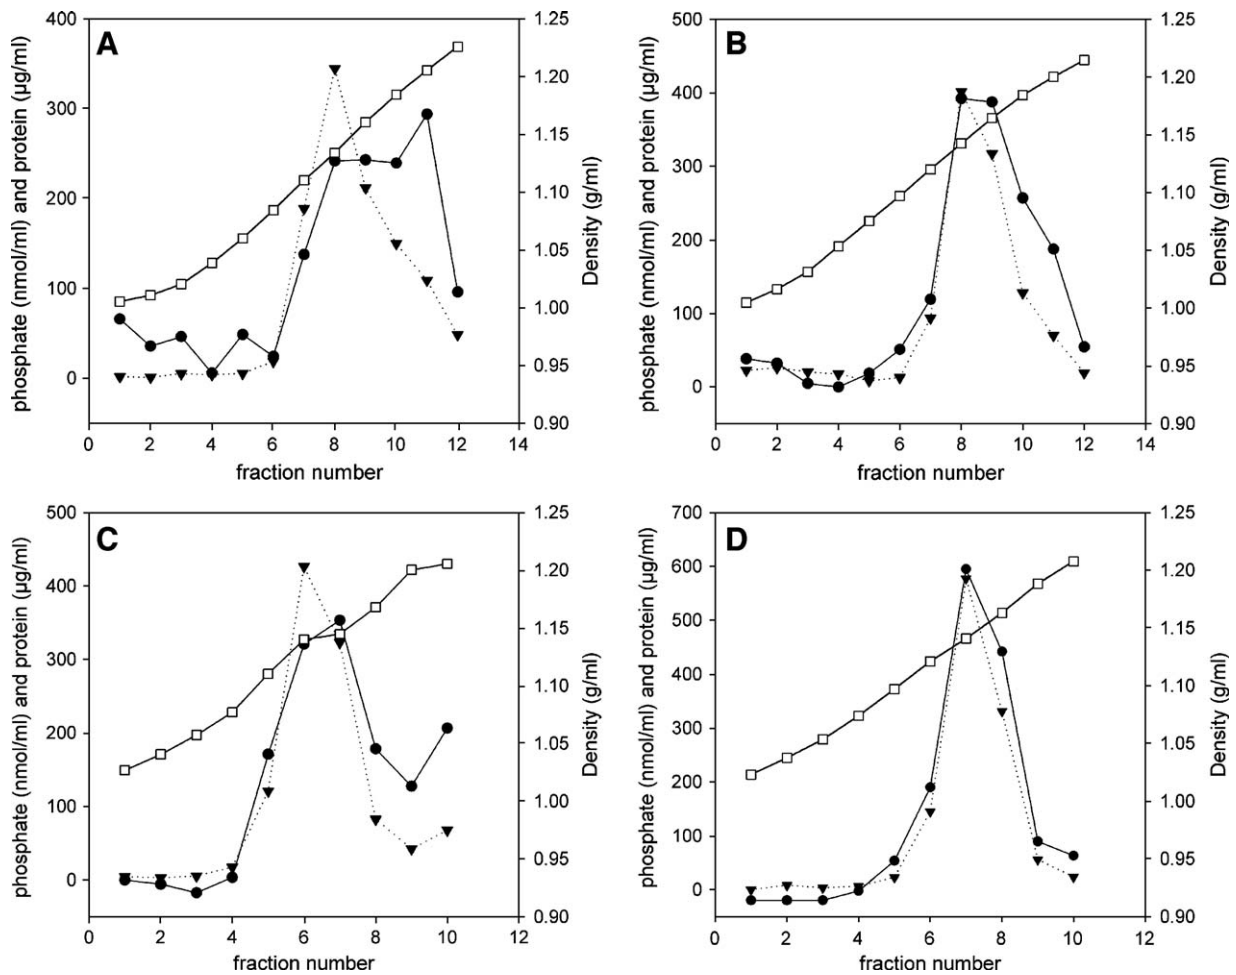 A
phosphate (nmol/ml) and protein (µg/ml)
400
300
200
100
0
1.25
1.20
1.15
1.10
1.05
1.00
0.95
0.90
Density (g/ml)
0 2 4 6 8 10 12 14
fraction number
B
phosphate (nmol/ml) and protein (µg/ml)
500
400
300
200
100
0
1.25
1.20
1.15
1.10
1.05
1.00
0.95
0.90
Density (g/ml)
0 2 4 6 8 10 12 14
fraction number
C
phosphate (nmol/ml) and protein (µg/ml)
500
400
300
200
100
0
1.25
1.20
1.15
1.10
1.05
1.00
0.95
0.90
Density (g/ml)
0 2 4 6 8 10 12
fraction number
D
phosphate (nmol/ml) and protein (µg/ml)
700
600
500
400
300
200
100
0
1.25
1.20
1.15
1.10
1.05
1.00
0.95
0.90
Density (g/ml)
0 2 4 6 8 10 12
fraction number